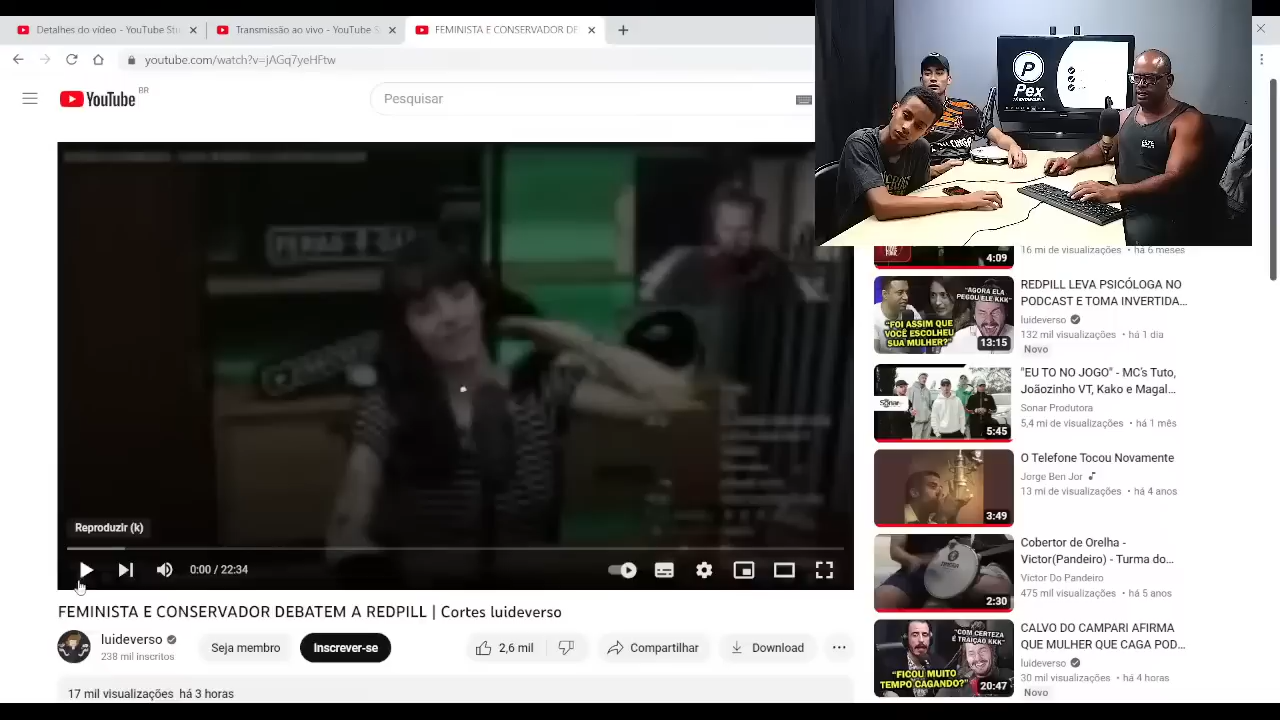 Detalhes do vídeo - YouTube Stu
Transmissão ao vivo - YouTube
FEMINISTA E CONSERVADOR DE
youtube.com/watch?v=jAGq7yeHFtw
YouTube
BR
Pesquisar
P
Pex
Reproduzir (k)
0:00 / 22:34
FEMINISTA E CONSERVADOR DEBATEM A REDPILL | Cortes luideverso
luideverso
238 mil inscritos
Seja membro
Inscrever-se
2,6 mil
Compartilhar
Download
17 mil visualizações há 3 horas
16 mi de visualizações • há 6 meses
4:09
"AGORA ELA
PEGOU ELE KKK"
"FOI ASSIM QUE
VOCÊ ESCOLHEU
SUA MULHER?"
13:15
REDPILL LEVA PSICÓLOGA NO
PODCAST E TOMA INVERTIDA...
luideverso
132 mil visualizações • há 1 dia
Novo
Sonar
5:45
"EU TO NO JOGO" - MC's Tuto,
Joãozinho VT, Kako e Magal...
Sonar Produtora
5,4 mi de visualizações • há 1 mês
3:49
O Telefone Tocou Novamente
Jorge Ben Jor
13 mi de visualizações • há 4 anos
2:30
Cobertor de Orelha -
Victor(Pandeiro) - Turma do...
Victor Do Pandeiro
475 mil visualizações • há 5 anos
"COM CERTEZA
É TRAIÇÃO KKK"
"FICOU MUITO
TEMPO CAGANDO?"
20:47
CALVO DO CAMPARI AFIRMA
QUE MULHER QUE CAGA POD...
luideverso
30 mil visualizações • há 4 horas
Novo